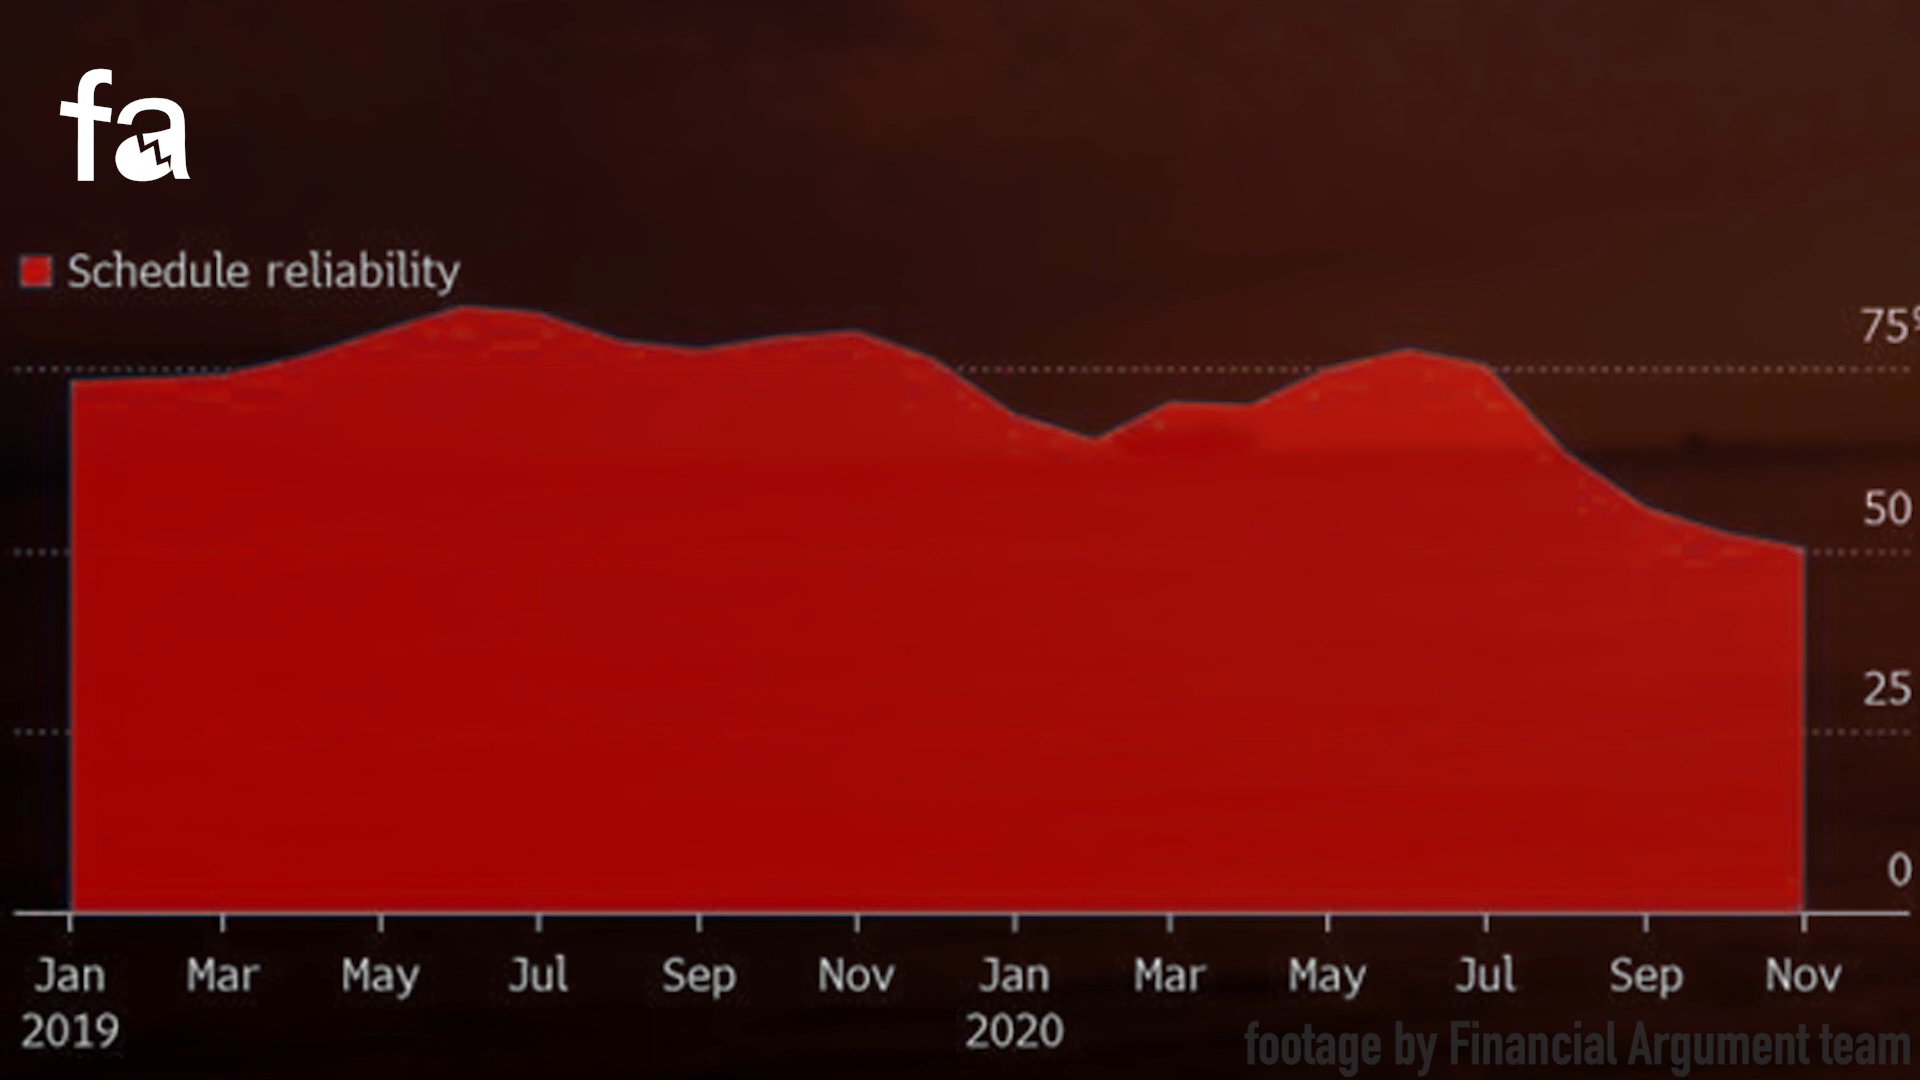 fa
Schedule reliability
75%
50
25
0
Jan Mar May Jul Sep Nov Jan Mar May Jul Sep Nov
2019 2020
footage by Financial Argument team